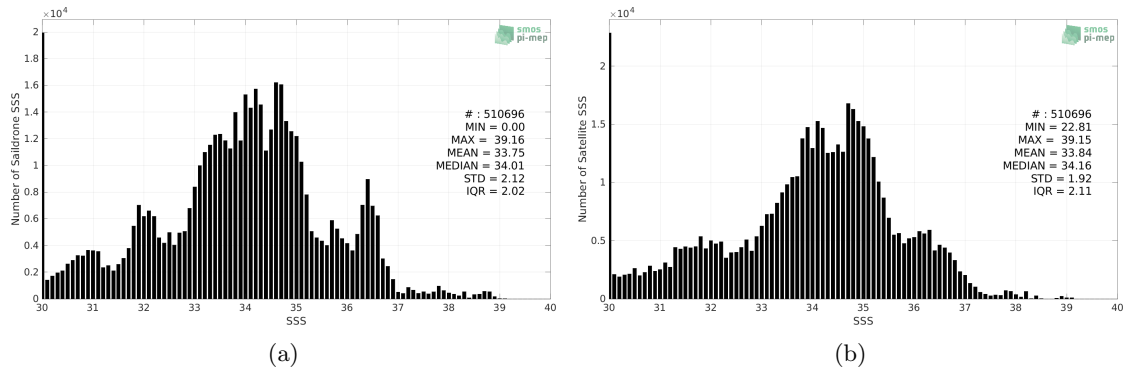 ×10⁴
smos
pi-mep
2
1.8
1.6
1.4
1.2
1
0.8
0.6
0.4
0.2
0
Number of Saildrone SSS
# : 510696
MIN = 0.00
MAX = 39.16
MEAN = 33.75
MEDIAN = 34.01
STD = 2.12
IQR = 2.02
30 31 32 33 34 35 36 37 38 39 40
SSS
(a)
×10⁴
smos
pi-mep
2
1.5
1
0.5
0
Number of Satellite SSS
# : 510696
MIN = 22.81
MAX = 39.15
MEAN = 33.84
MEDIAN = 34.16
STD = 1.92
IQR = 2.11
30 31 32 33 34 35 36 37 38 39 40
SSS
(b)